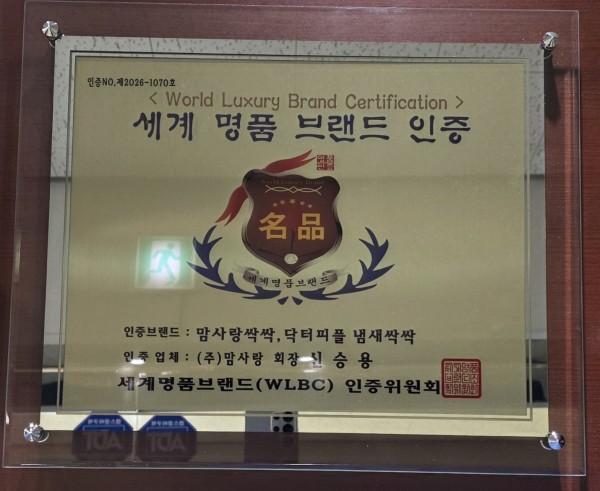 인증NO,제2026-1070호
< World Luxury Brand Certification >
세계 명품 브랜드 인증
World Luxury Brand
名品
세계명품브랜드
인증브랜드 : 맘사랑싹싹, 닥터피플 냄새싹싹
인증 업체 : (주)맘사랑 회장 신승용
세계명품브랜드(WLBC) 인증위원회